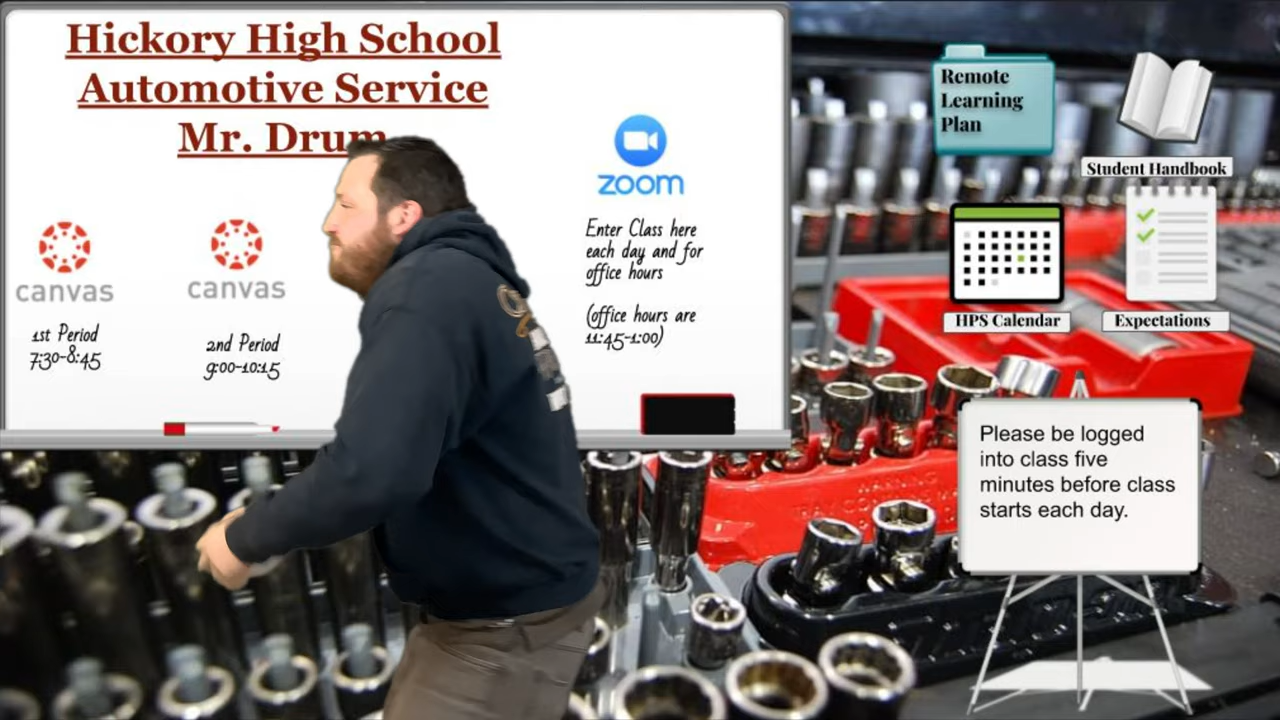 Hickory High School
Automotive Service
Mr. Drum
zoom
Enter Class here
each day and for
office hours
(office hours are
11:45-1:00)
canvas
1st Period
7:30-8:45
canvas
2nd Period
9:00-10:15
Remote
Learning
Plan
Student Handbook
HPS Calendar
Expectations
Please be logged
into class five
minutes before class
starts each day.